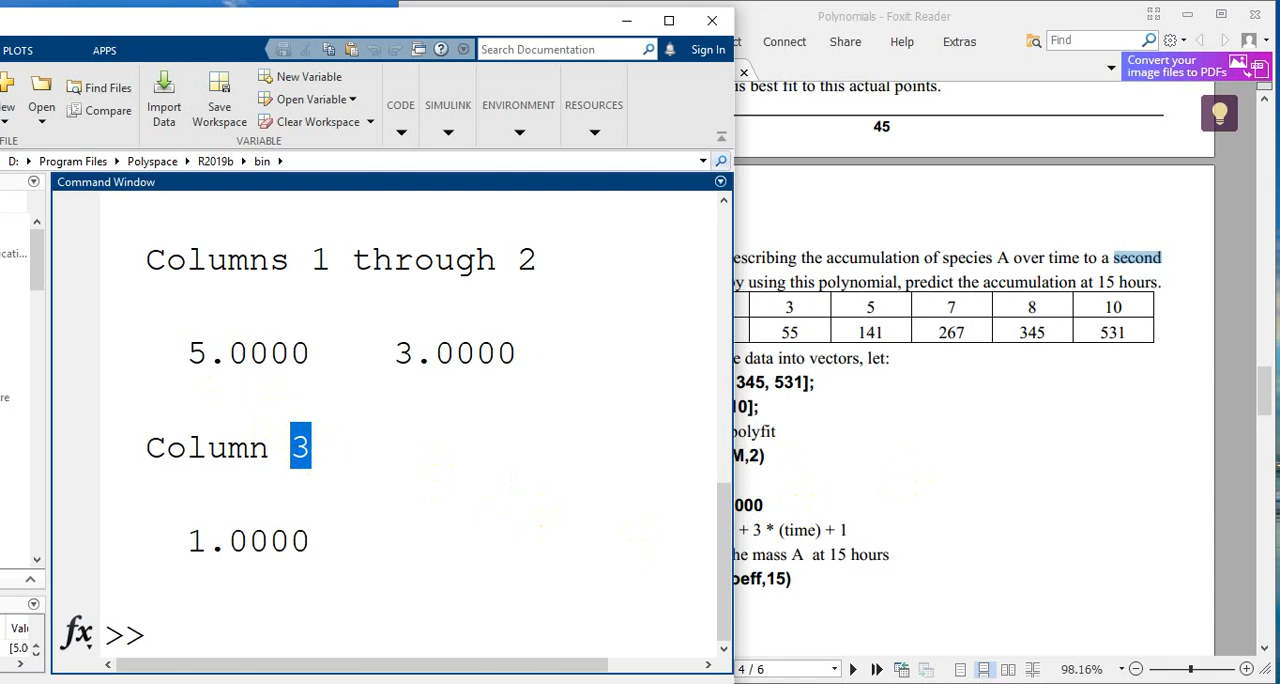 Polynomials - Foxit Reader
PLOTS
APPS
Search Documentation
Sign In
Connect
Share
Help
Extras
Find
Convert your
image files to PDFs
Open
Find Files
Compare
Import
Data
Save
Workspace
New Variable
Open Variable
Clear Workspace
VARIABLE
CODE
SIMULINK
ENVIRONMENT
RESOURCES
FILE
D:
Program Files
Polyspace
R2019b
bin
Command Window
Columns 1 through 2
5.0000 3.0000
Column 3
1.0000
fx >>
Valu
[5.0
is best fit to this actual points.
45
escribing the accumulation of species A over time to a second
by using this polynomial, predict the accumulation at 15 hours.
3 5 7 8 10
55 141 267 345 531
e data into vectors, let:
345, 531];
10];
polyfit
M,2)
000
+ 3 * (time) + 1
he mass A at 15 hours
oeff,15)
4 / 6
98.16%